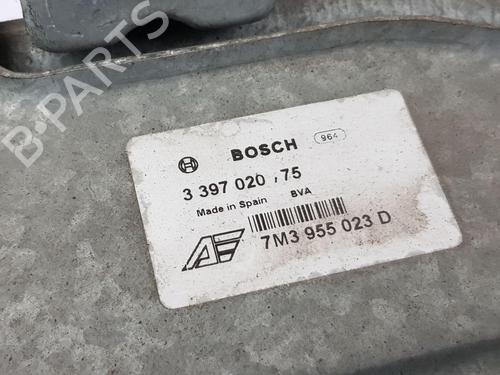 B-PARTS
BOSCH 964
3 397 020 ,75
Made in Spain BVA
7M3 955 023 D